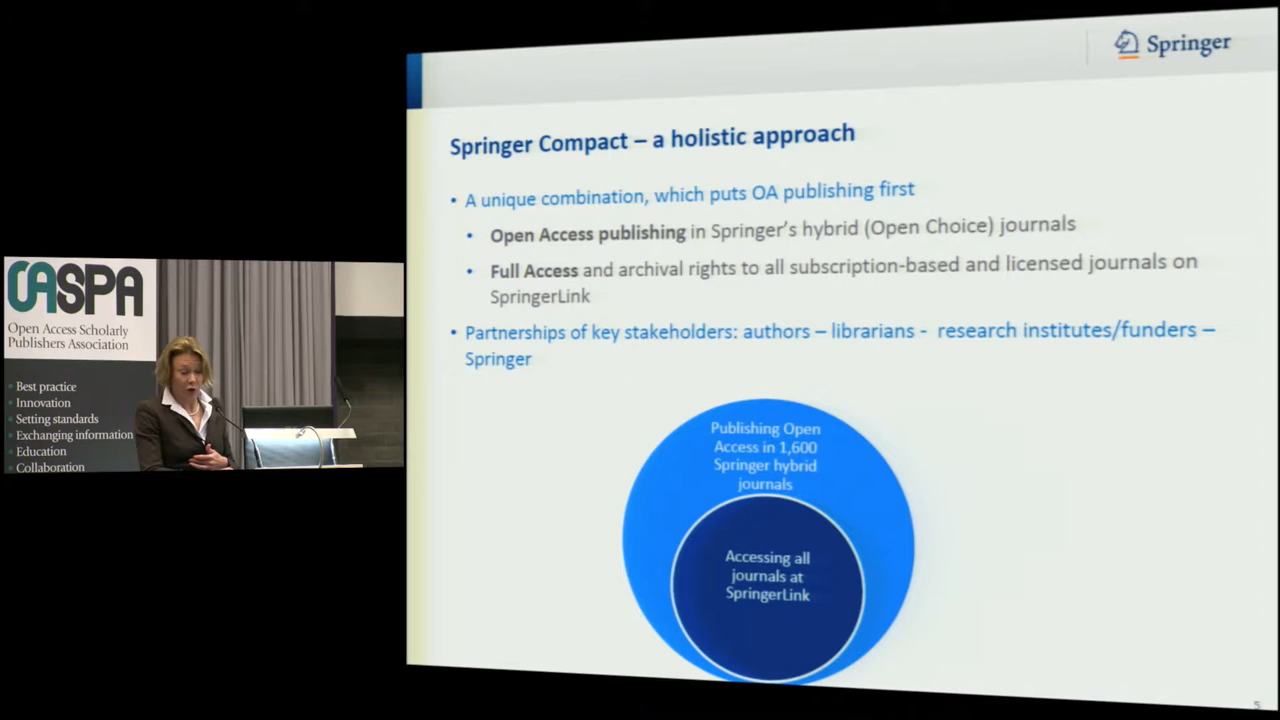 Springer
Springer Compact – a holistic approach
• A unique combination, which puts OA publishing first
• Open Access publishing in Springer's hybrid (Open Choice) journals
• Full Access and archival rights to all subscription-based and licensed journals on
SpringerLink
• Partnerships of key stakeholders: authors – librarians - research institutes/funders –
Springer
Publishing Open
Access in 1,600
Springer hybrid
journals
Accessing all
journals at
SpringerLink
5
OASPA
Open Access Scholarly
Publishers Association
• Best practice
• Innovation
• Setting standards
• Exchanging information
• Education
• Collaboration